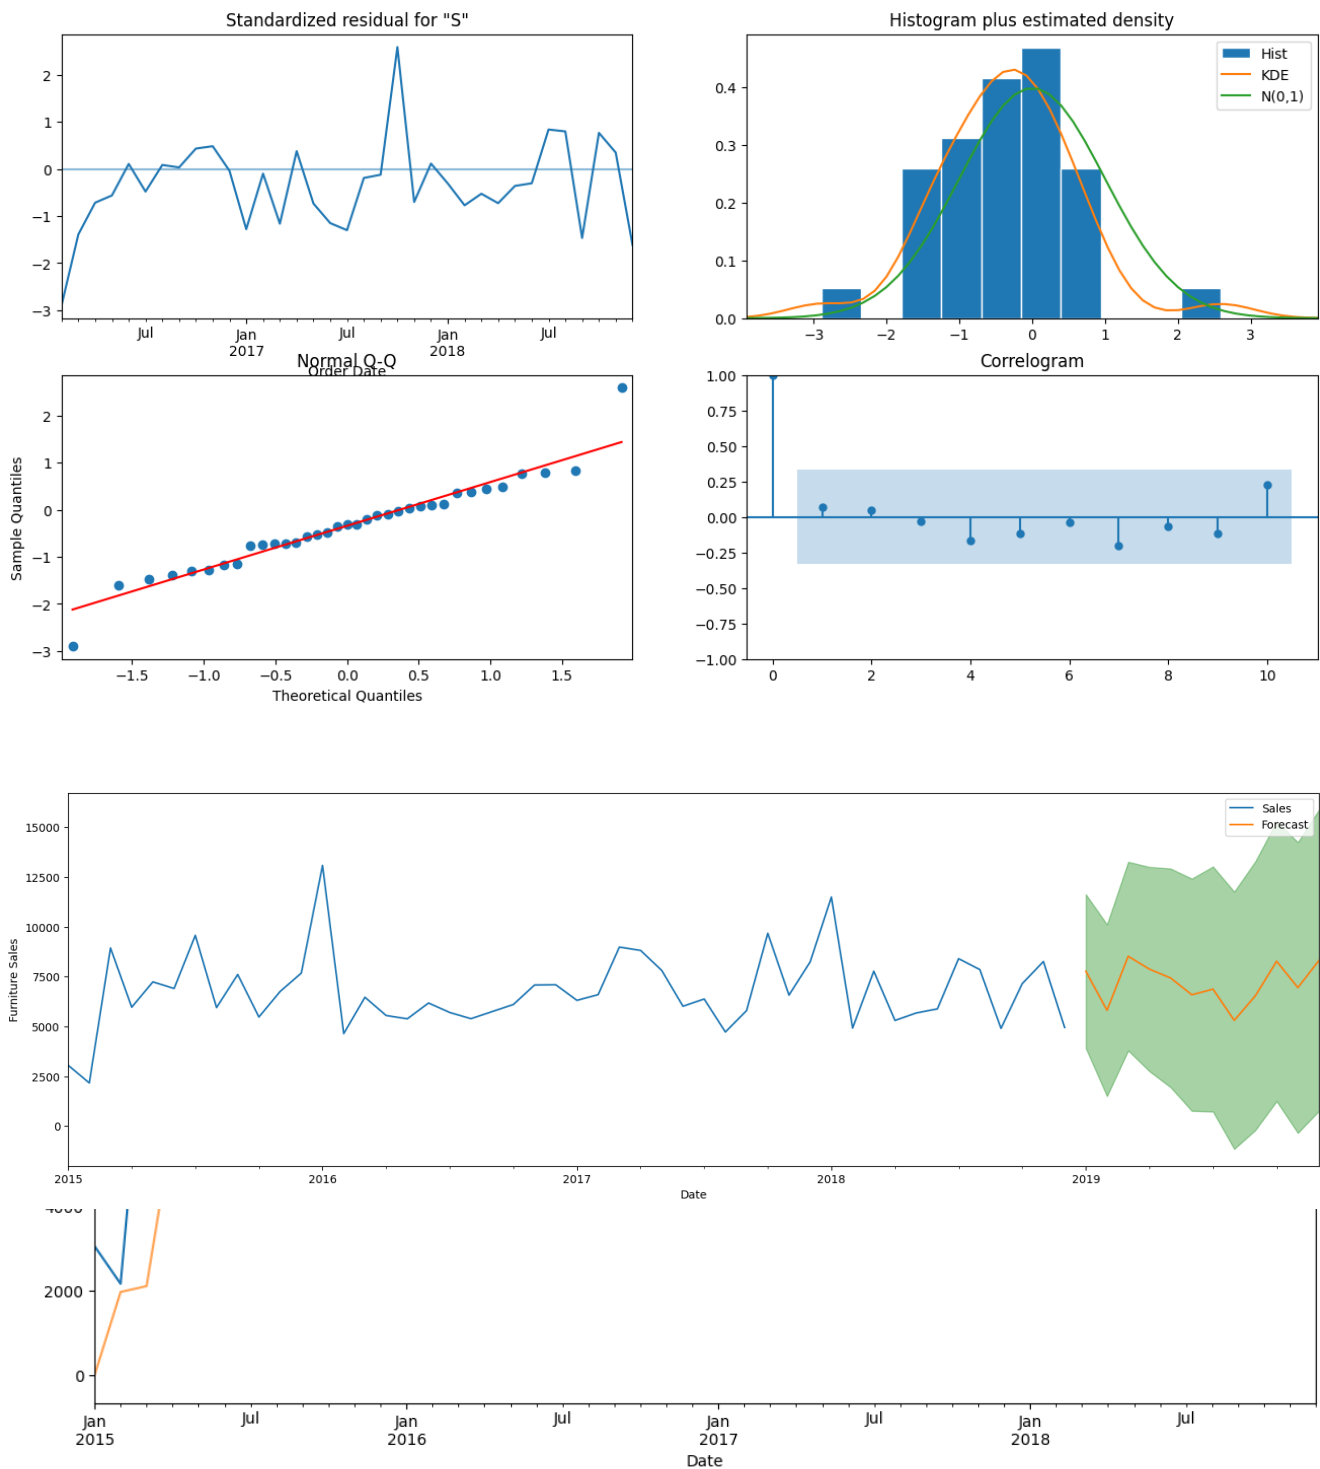 Standardized residual for "S"
2
1
0
−1
−2
−3
Jul Jan Jul Jan Jul
2017 2018
Order Date
Histogram plus estimated density
Hist
KDE
N(0,1)
0.4
0.3
0.2
0.1
0.0
−3 −2 −1 0 1 2 3
Normal Q-Q
Sample Quantiles
2
1
0
−1
−2
−3
−1.5 −1.0 −0.5 0.0 0.5 1.0 1.5
Theoretical Quantiles
Correlogram
1.00
0.75
0.50
0.25
0.00
−0.25
−0.50
−0.75
−1.00
0 2 4 6 8 10
Sales
Forecast
Furniture Sales
15000
12500
10000
7500
5000
2500
0
2015 2016 2017 2018 2019
Date
4000
2000
0
Jan Jul Jan Jul Jan Jul Jan Jul
2015 2016 2017 2018
Date